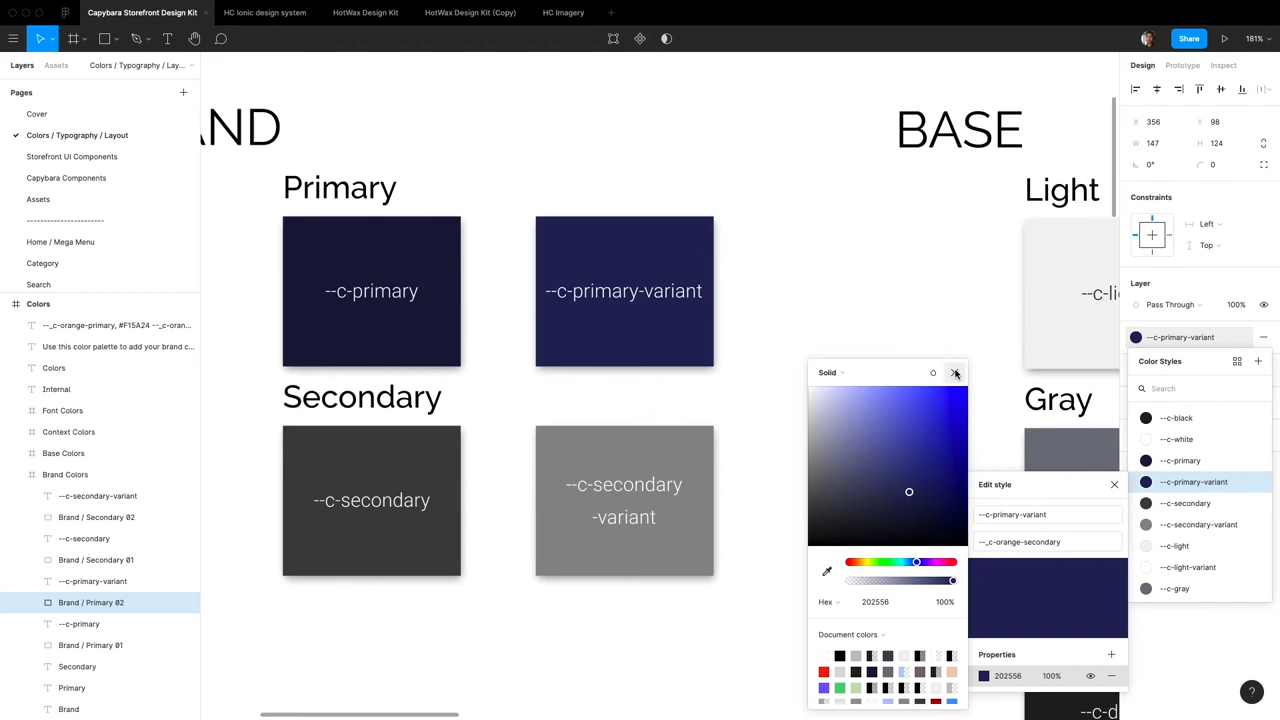 Capybara Storefront Design Kit
HC Ionic design system
HotWax Design Kit
HotWax Design Kit (Copy)
HC Imagery
Share
181%
Layers
Assets
Colors / Typography / Lay...
Pages
Cover
Colors / Typography / Layout
Storefront UI Components
Capybara Components
Assets
-----------------------
Home / Mega Menu
Category
Search
Colors
--_c-orange-primary, #F15A24 --_c-oran...
Use this color palette to add your brand c...
Colors
Internal
Font Colors
Context Colors
Base Colors
Brand Colors
--c-secondary-variant
Brand / Secondary 02
--c-secondary
Brand / Secondary 01
--c-primary-variant
Brand / Primary 02
--c-primary
Brand / Primary 01
Secondary
Primary
Brand
AND
Primary
--c-primary
--c-primary-variant
Secondary
--c-secondary
--c-secondary
-variant
BASE
Light
--c-li
Gray
--c-d
Solid
Hex
202556
100%
Document colors
Edit style
--c-primary-variant
--_c-orange-secondary
Properties
202556
100%
Design
Prototype
Inspect
X 356
Y 98
W 147
H 124
0°
0
Constraints
Left
Top
Layer
Pass Through
100%
--c-primary-variant
Color Styles
Search
--c-black
--c-white
--c-primary
--c-primary-variant
--c-secondary
--c-secondary-variant
--c-light
--c-light-variant
--c-gray
?